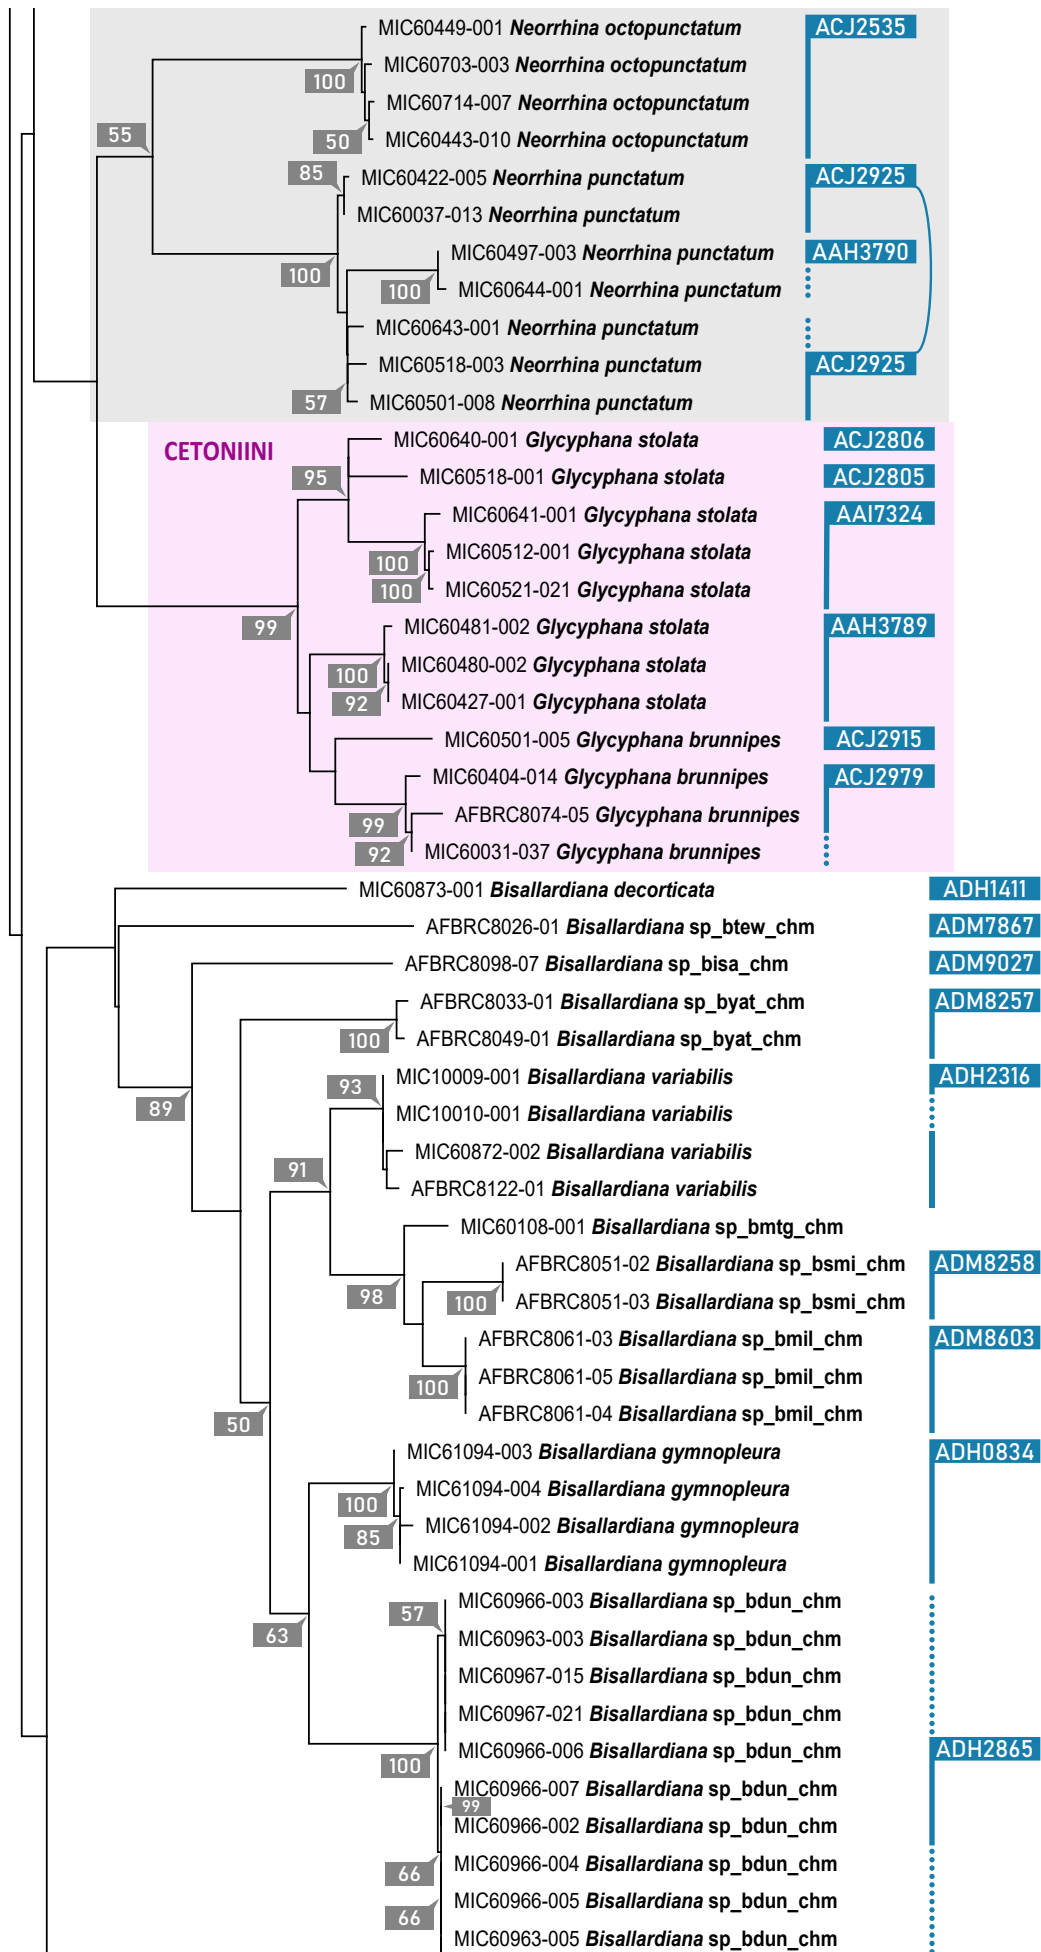 MIC60449-001 Neorrhina octopunctatum ACJ2535
MIC60703-003 Neorrhina octopunctatum
100
MIC60714-007 Neorrhina octopunctatum
55
50 MIC60443-010 Neorrhina octopunctatum
85 MIC60422-005 Neorrhina punctatum ACJ2925
MIC60037-013 Neorrhina punctatum
MIC60497-003 Neorrhina punctatum AAH3790
100
100 MIC60644-001 Neorrhina punctatum
MIC60643-001 Neorrhina punctatum
MIC60518-003 Neorrhina punctatum ACJ2925
57 MIC60501-008 Neorrhina punctatum
CETONIINI
MIC60640-001 Glycyphana stolata ACJ2806
95 MIC60518-001 Glycyphana stolata ACJ2805
MIC60641-001 Glycyphana stolata AAI7324
100 MIC60512-001 Glycyphana stolata
100 MIC60521-021 Glycyphana stolata
99 MIC60481-002 Glycyphana stolata AAH3789
100 MIC60480-002 Glycyphana stolata
92 MIC60427-001 Glycyphana stolata
MIC60501-005 Glycyphana brunnipes ACJ2915
MIC60404-014 Glycyphana brunnipes ACJ2979
99 AFBRC8074-05 Glycyphana brunnipes
92 MIC60031-037 Glycyphana brunnipes
MIC60873-001 Bisallardiana decorticata ADH1411
AFBRC8026-01 Bisallardiana sp_btew_chm ADM7867
AFBRC8098-07 Bisallardiana sp_bisa_chm ADM9027
AFBRC8033-01 Bisallardiana sp_byat_chm ADM8257
100 AFBRC8049-01 Bisallardiana sp_byat_chm
93 MIC10009-001 Bisallardiana variabilis ADH2316
89 MIC10010-001 Bisallardiana variabilis
91 MIC60872-002 Bisallardiana variabilis
AFBRC8122-01 Bisallardiana variabilis
MIC60108-001 Bisallardiana sp_bmtg_chm
AFBRC8051-02 Bisallardiana sp_bsmi_chm ADM8258
98 100 AFBRC8051-03 Bisallardiana sp_bsmi_chm
AFBRC8061-03 Bisallardiana sp_bmil_chm ADM8603
100 AFBRC8061-05 Bisallardiana sp_bmil_chm
50 AFBRC8061-04 Bisallardiana sp_bmil_chm
MIC61094-003 Bisallardiana gymnopleura ADH0834
100 MIC61094-004 Bisallardiana gymnopleura
85 MIC61094-002 Bisallardiana gymnopleura
MIC61094-001 Bisallardiana gymnopleura
57 MIC60966-003 Bisallardiana sp_bdun_chm
63 MIC60963-003 Bisallardiana sp_bdun_chm
MIC60967-015 Bisallardiana sp_bdun_chm
MIC60967-021 Bisallardiana sp_bdun_chm
100 MIC60966-006 Bisallardiana sp_bdun_chm ADH2865
MIC60966-007 Bisallardiana sp_bdun_chm
99
MIC60966-002 Bisallardiana sp_bdun_chm
66 MIC60966-004 Bisallardiana sp_bdun_chm
66 MIC60966-005 Bisallardiana sp_bdun_chm
MIC60963-005 Bisallardiana sp_bdun_chm